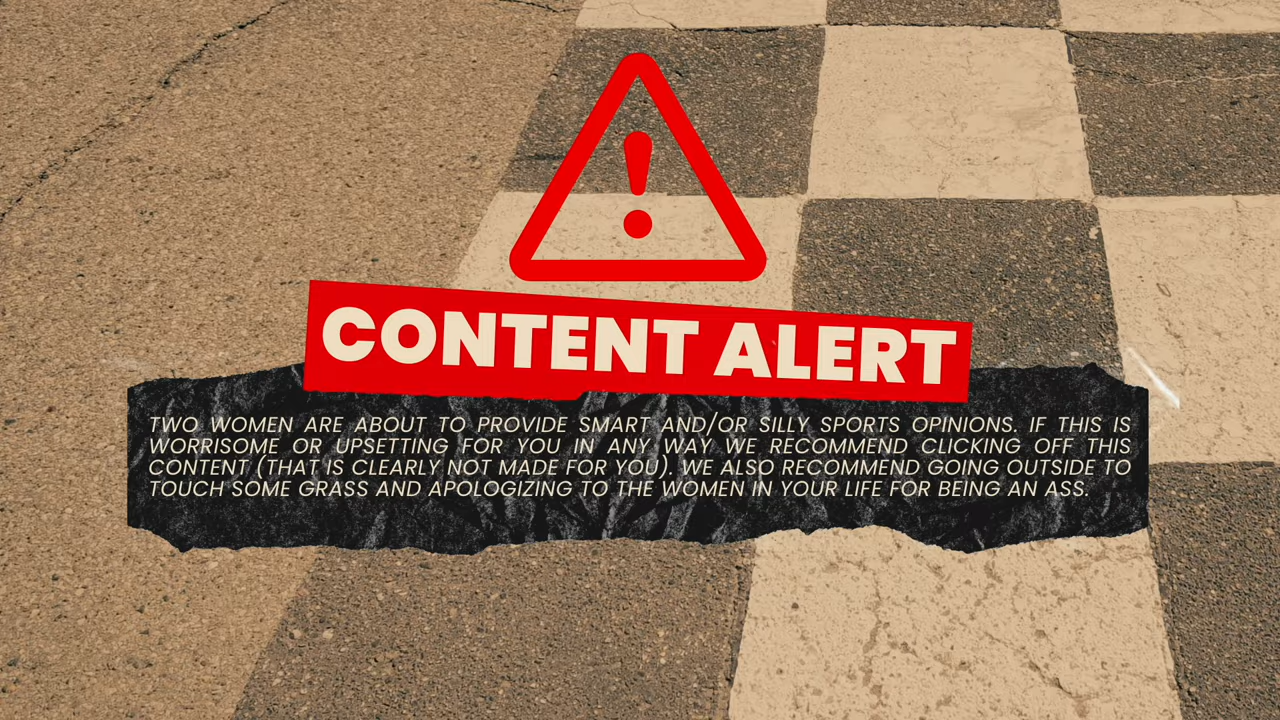 CONTENT ALERT
TWO WOMEN ARE ABOUT TO PROVIDE SMART AND/OR SILLY SPORTS OPINIONS. IF THIS IS
WORRISOME OR UPSETTING FOR YOU IN ANY WAY WE RECOMMEND CLICKING OFF THIS
CONTENT (THAT IS CLEARLY NOT MADE FOR YOU). WE ALSO RECOMMEND GOING OUTSIDE TO
TOUCH SOME GRASS AND APOLOGIZING TO THE WOMEN IN YOUR LIFE FOR BEING AN ASS.